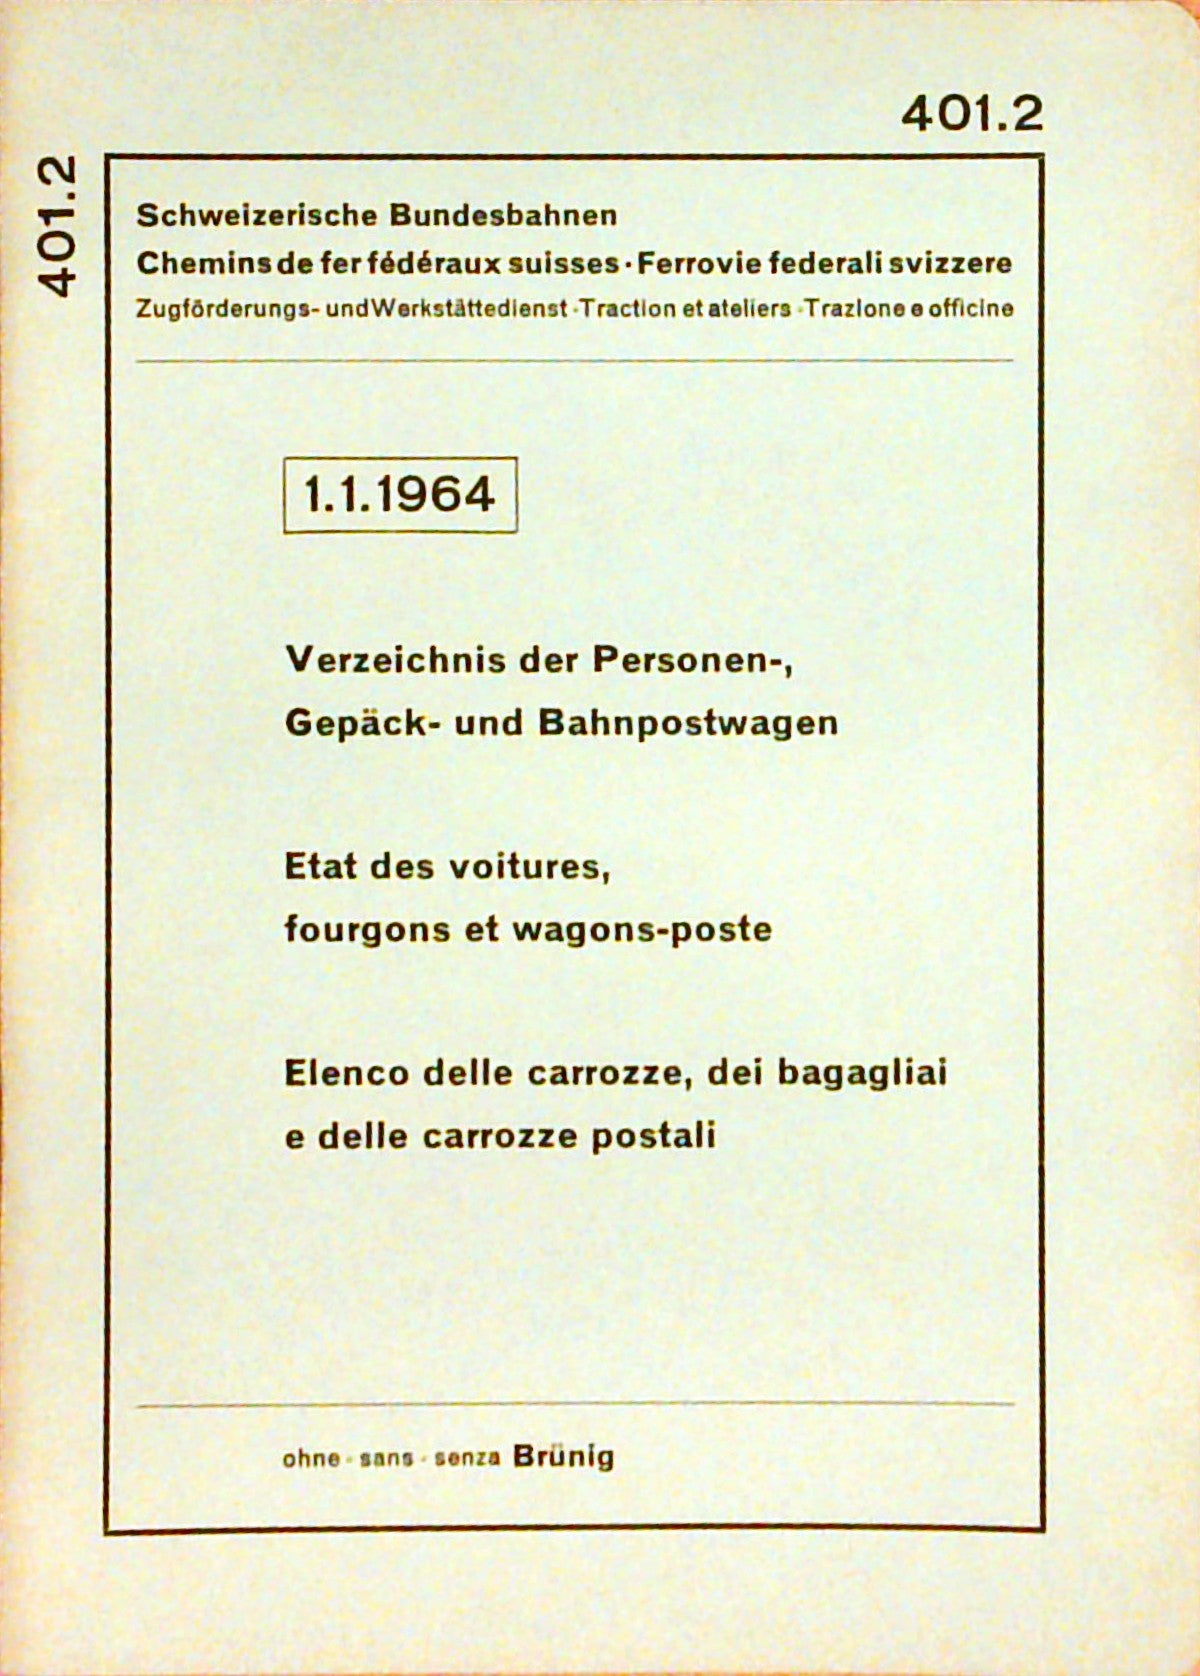 401.2
401.2
Schweizerische Bundesbahnen
Chemins de fer fédéraux suisses · Ferrovie federali svizzere
Zugförderungs- und Werkstättedienst · Traction et ateliers · Trazione e officine
1.1.1964
Verzeichnis der Personen-,
Gepäck- und Bahnpostwagen
Etat des voitures,
fourgons et wagons-poste
Elenco delle carrozze, dei bagagliai
e delle carrozze postali
ohne · sans · senza Brünig